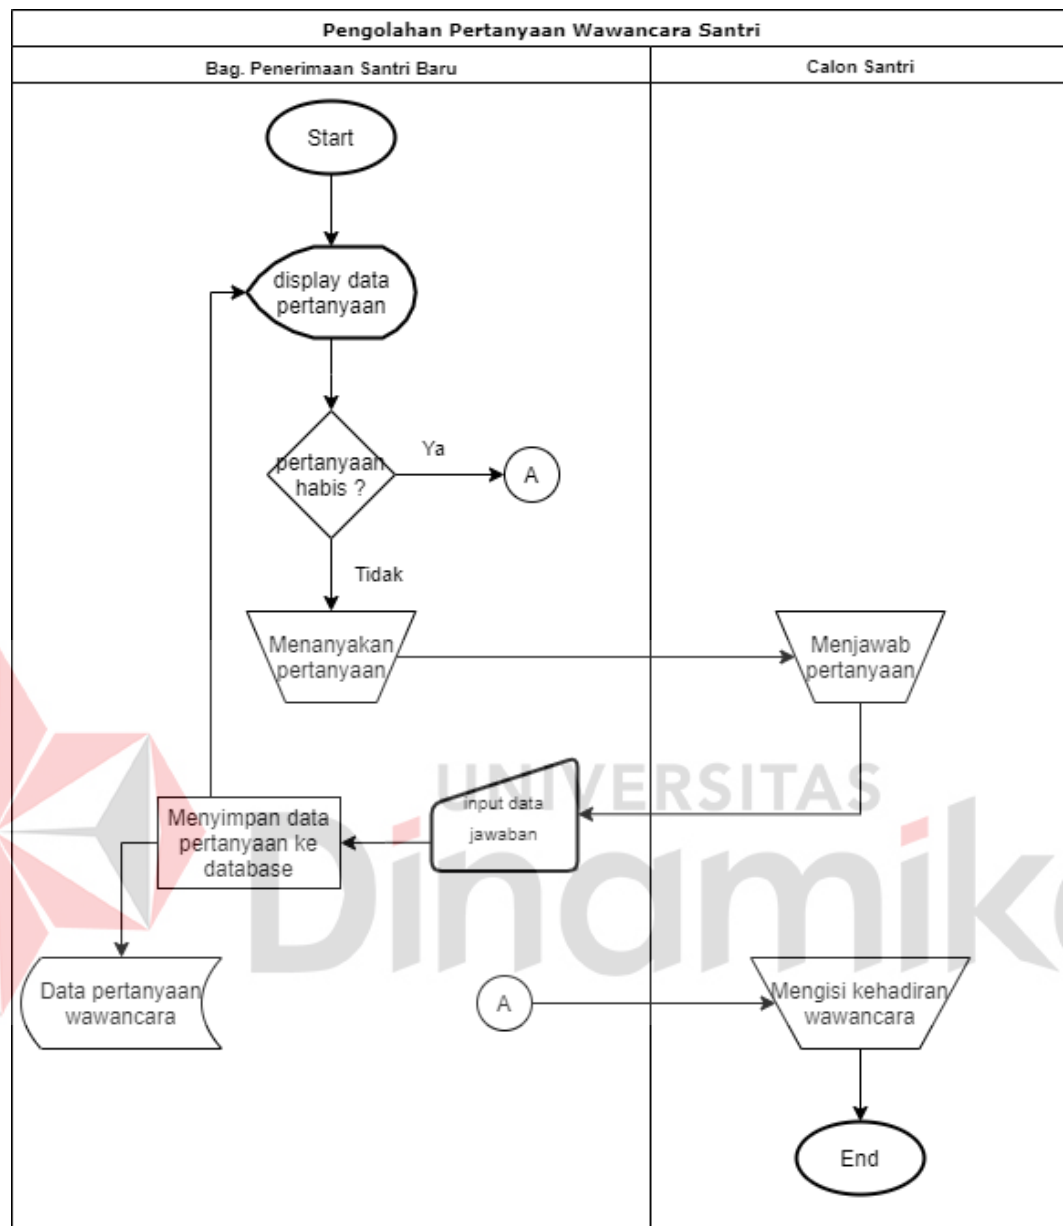 Pengolahan Pertanyaan Wawancara Santri
Bag. Penerimaan Santri Baru
Calon Santri
Start
display data
pertanyaan
pertanyaan
habis ?
Ya
A
Tidak
Menanyakan
pertanyaan
Menjawab
pertanyaan
UNIVERSITAS
Dinamika
input data
jawaban
Menyimpan data
pertanyaan ke
database
Data pertanyaan
wawancara
A
Mengisi kehadiran
wawancara
End